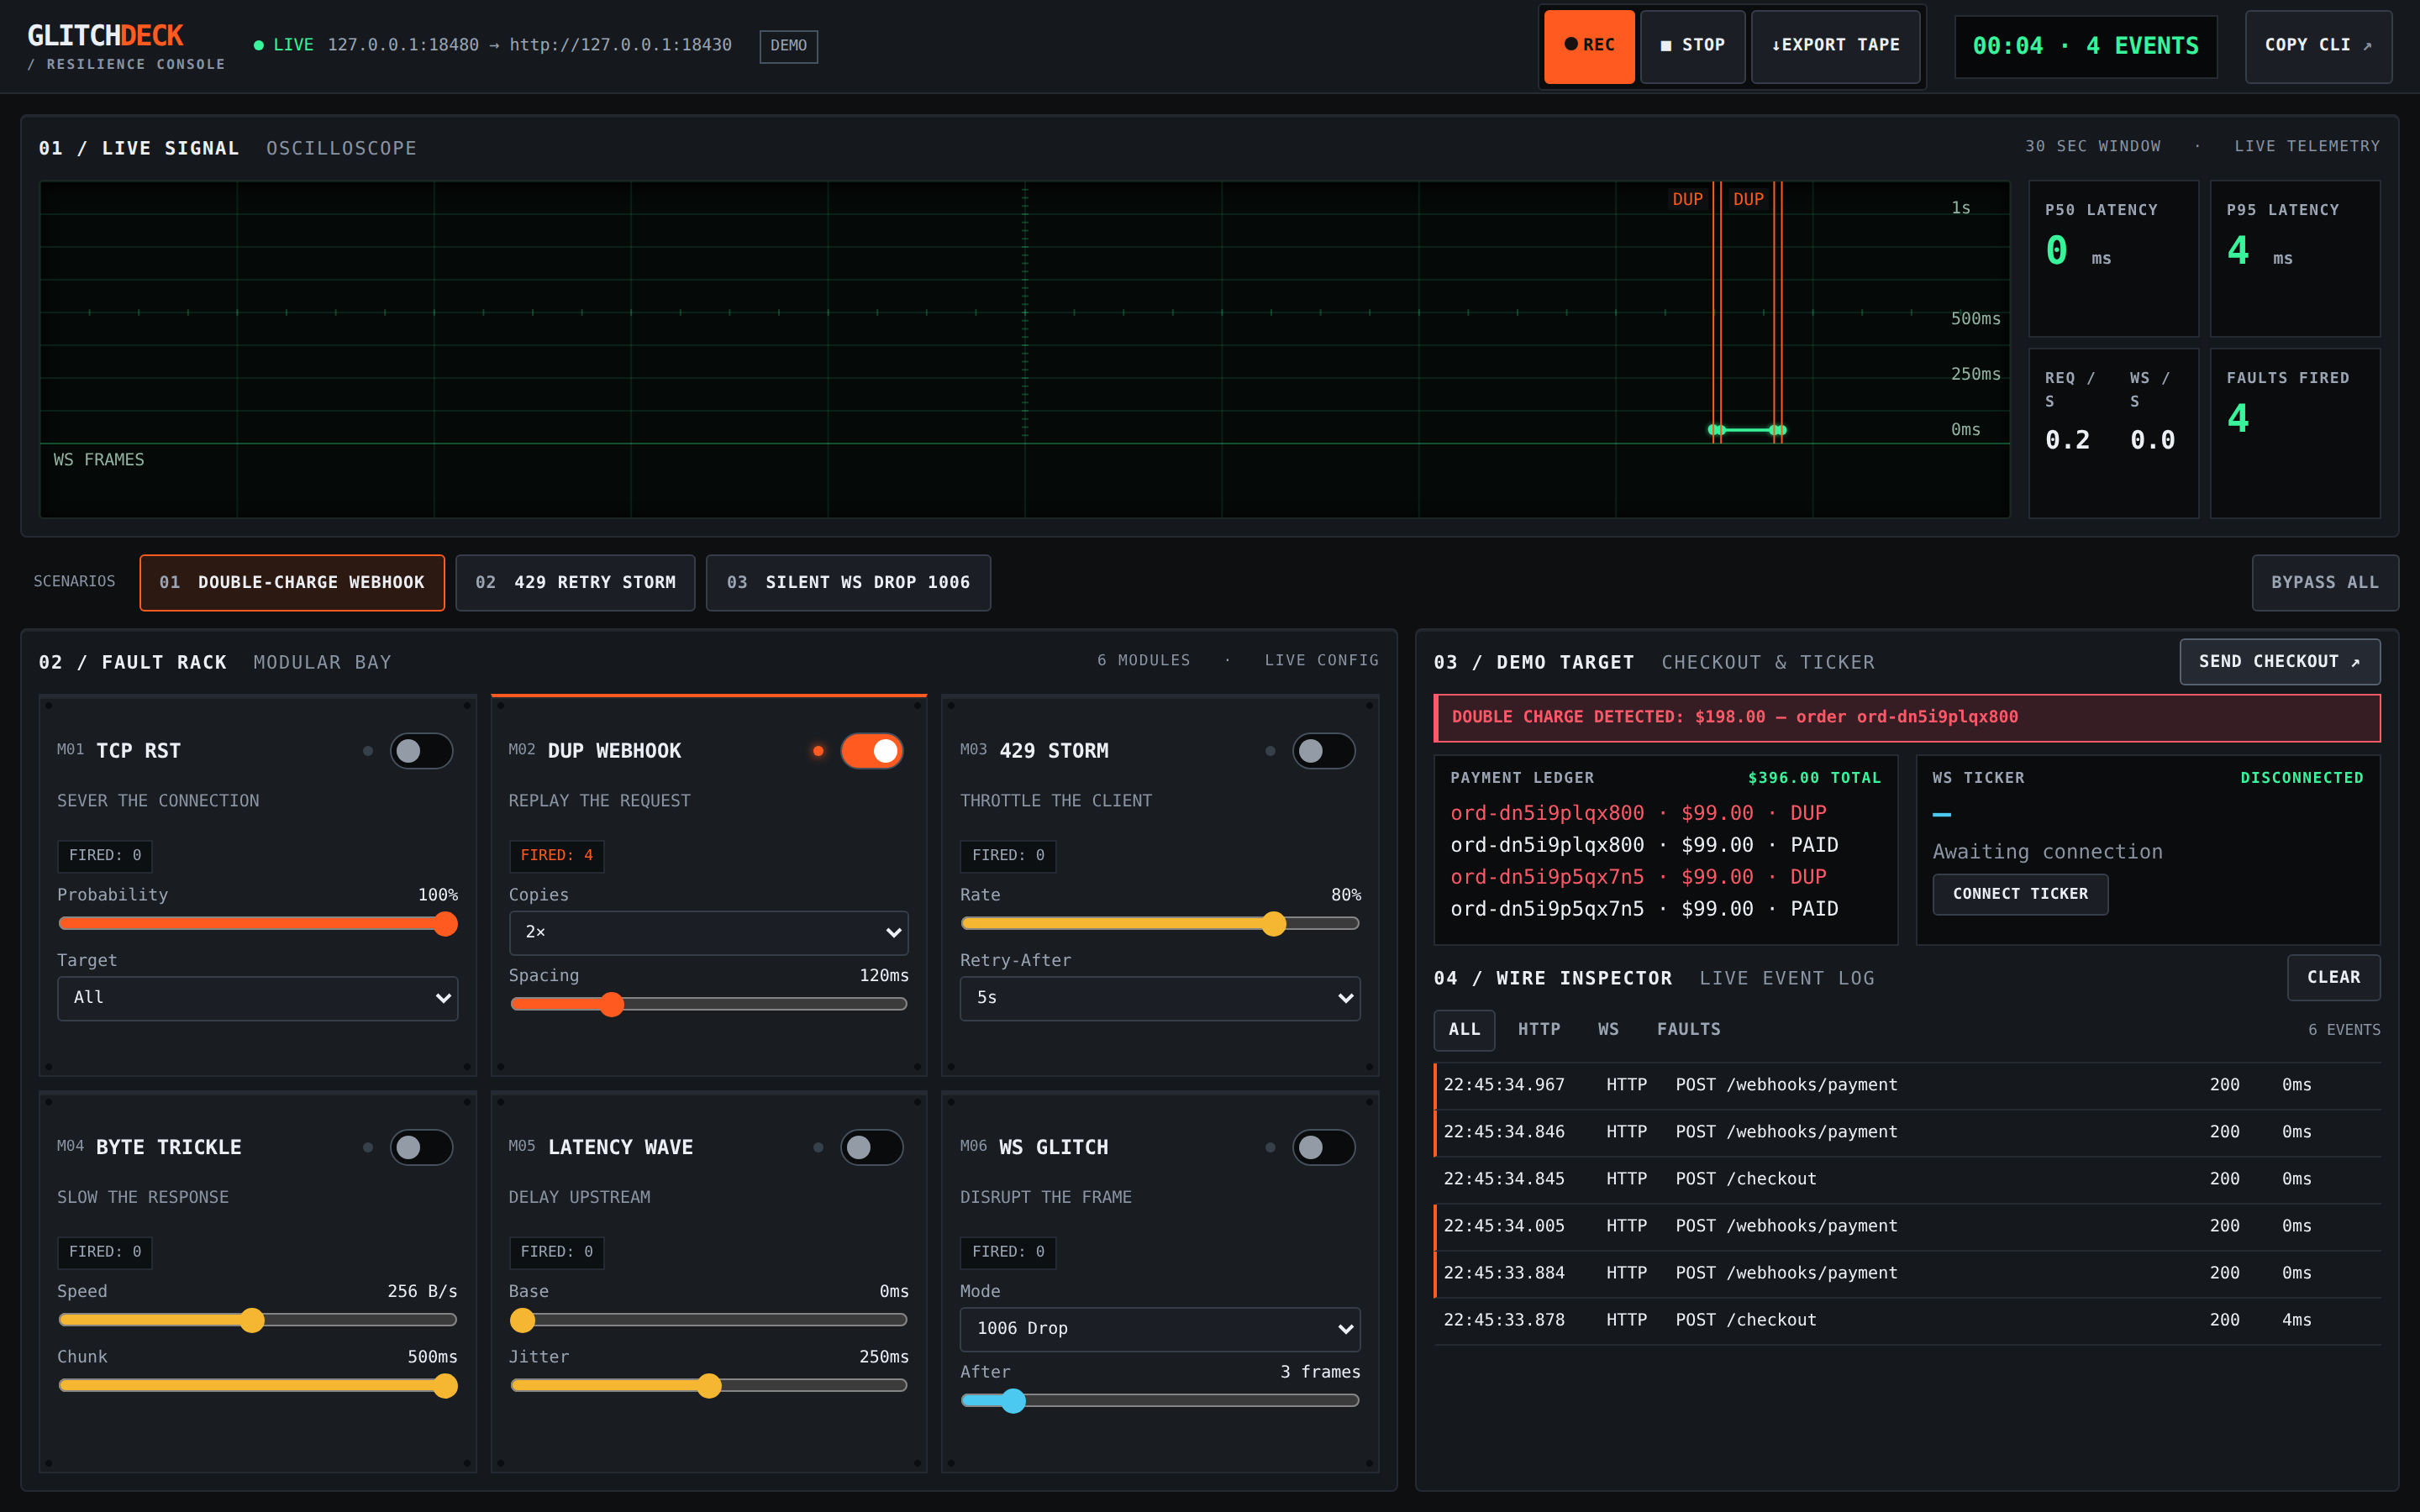 GLITCHDECK
/ RESILIENCE CONSOLE
LIVE 127.0.0.1:18480 → http://127.0.0.1:18430
DEMO
REC
STOP
↓EXPORT TAPE
00:04 · 4 EVENTS
COPY CLI ↗
01 / LIVE SIGNAL OSCILLOSCOPE
30 SEC WINDOW · LIVE TELEMETRY
DUP DUP
1s
500ms
250ms
0ms
WS FRAMES
P50 LATENCY
0 ms
P95 LATENCY
4 ms
REQ / S
0.2
WS / S
0.0
FAULTS FIRED
4
SCENARIOS
01 DOUBLE-CHARGE WEBHOOK
02 429 RETRY STORM
03 SILENT WS DROP 1006
BYPASS ALL
02 / FAULT RACK MODULAR BAY
6 MODULES · LIVE CONFIG
M01 TCP RST
SEVER THE CONNECTION
FIRED: 0
Probability 100%
Target
All
M02 DUP WEBHOOK
REPLAY THE REQUEST
FIRED: 4
Copies
2×
Spacing 120ms
M03 429 STORM
THROTTLE THE CLIENT
FIRED: 0
Rate 80%
Retry-After
5s
M04 BYTE TRICKLE
SLOW THE RESPONSE
FIRED: 0
Speed 256 B/s
Chunk 500ms
M05 LATENCY WAVE
DELAY UPSTREAM
FIRED: 0
Base 0ms
Jitter 250ms
M06 WS GLITCH
DISRUPT THE FRAME
FIRED: 0
Mode
1006 Drop
After 3 frames
03 / DEMO TARGET CHECKOUT & TICKER
SEND CHECKOUT ↗
DOUBLE CHARGE DETECTED: $198.00 — order ord-dn5i9plqx800
PAYMENT LEDGER $396.00 TOTAL
ord-dn5i9plqx800 · $99.00 · DUP
ord-dn5i9plqx800 · $99.00 · PAID
ord-dn5i9p5qx7n5 · $99.00 · DUP
ord-dn5i9p5qx7n5 · $99.00 · PAID
WS TICKER DISCONNECTED
—
Awaiting connection
CONNECT TICKER
04 / WIRE INSPECTOR LIVE EVENT LOG
CLEAR
ALL HTTP WS FAULTS
6 EVENTS
22:45:34.967 HTTP POST /webhooks/payment 200 0ms
22:45:34.846 HTTP POST /webhooks/payment 200 0ms
22:45:34.845 HTTP POST /checkout 200 0ms
22:45:34.005 HTTP POST /webhooks/payment 200 0ms
22:45:33.884 HTTP POST /webhooks/payment 200 0ms
22:45:33.878 HTTP POST /checkout 200 4ms